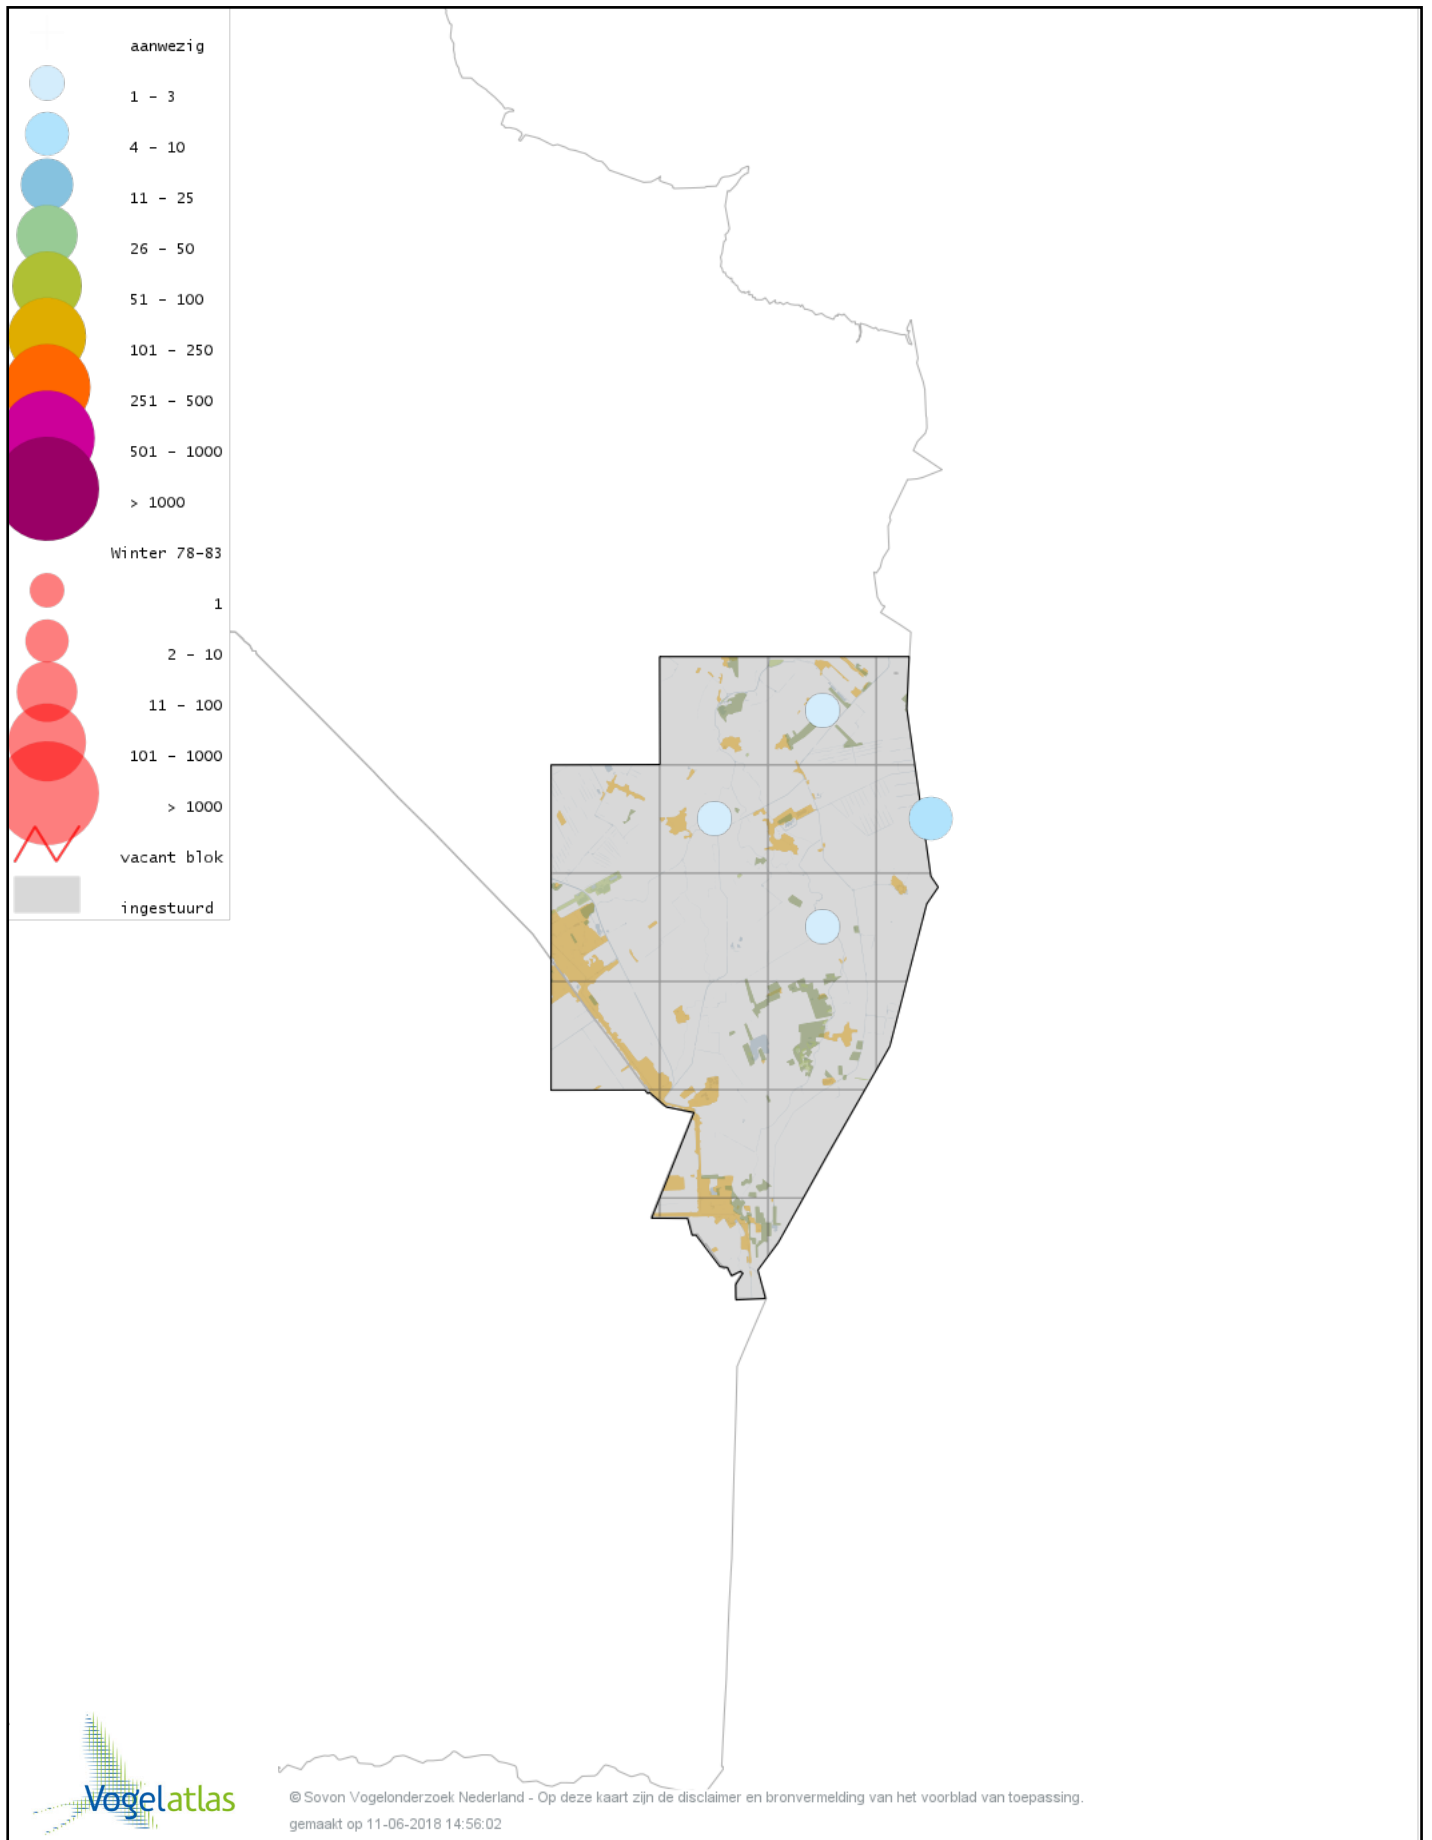 aanwezig
1 - 3
4 - 10
11 - 25
26 - 50
51 - 100
101 - 250
251 - 500
501 - 1000
> 1000
Winter 78-83
1
2 - 10
11 - 100
101 - 1000
> 1000
vacant blok
ingestuurd
Vogelatlas
© Sovon Vogelonderzoek Nederland - Op deze kaart zijn de disclaimer en bronvermelding van het voorblad van toepassing.
gemaakt op 11-06-2018 14:56:02